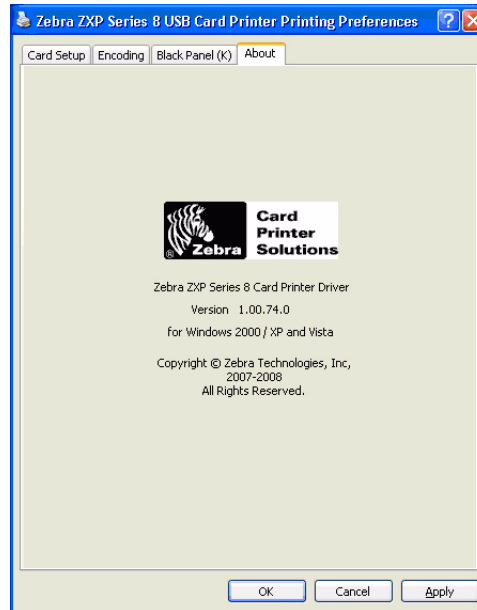 Zebra ZXP Series 8 USB Card Printer Printing Preferences
Card Setup Encoding Black Panel (K) About
Card
Printer
Zebra Solutions
®
Zebra ZXP Series 8 Card Printer Driver
Version 1.00.74.0
for Windows 2000 / XP and Vista
Copyright © Zebra Technologies, Inc,
2007-2008
All Rights Reserved.
OK Cancel Apply